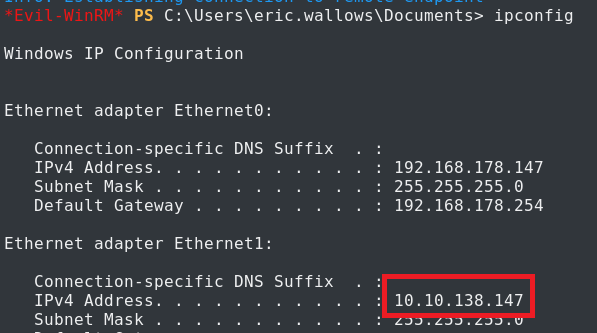 Info: Establishing connection to remote endpoint
*Evil-WinRM* PS C:\Users\eric.wallows\Documents> ipconfig
Windows IP Configuration
Ethernet adapter Ethernet0:
Connection-specific DNS Suffix . :
IPv4 Address. . . . . . . . . . . : 192.168.178.147
Subnet Mask . . . . . . . . . . . : 255.255.255.0
Default Gateway . . . . . . . . . : 192.168.178.254
Ethernet adapter Ethernet1:
Connection-specific DNS Suffix . :
IPv4 Address. . . . . . . . . . . : 10.10.138.147
Subnet Mask . . . . . . . . . . . : 255.255.255.0